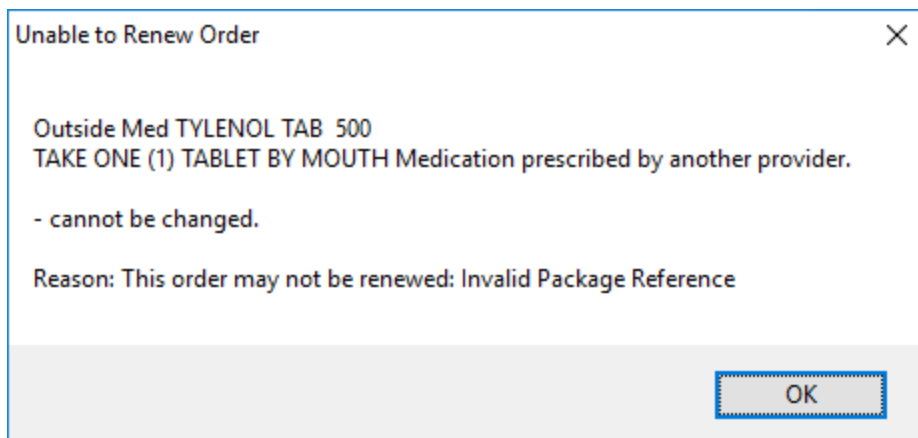 Unable to Renew Order
Outside Med TYLENOL TAB  500
TAKE ONE (1) TABLET BY MOUTH Medication prescribed by another provider.
- cannot be changed.
Reason: This order may not be renewed: Invalid Package Reference
OK